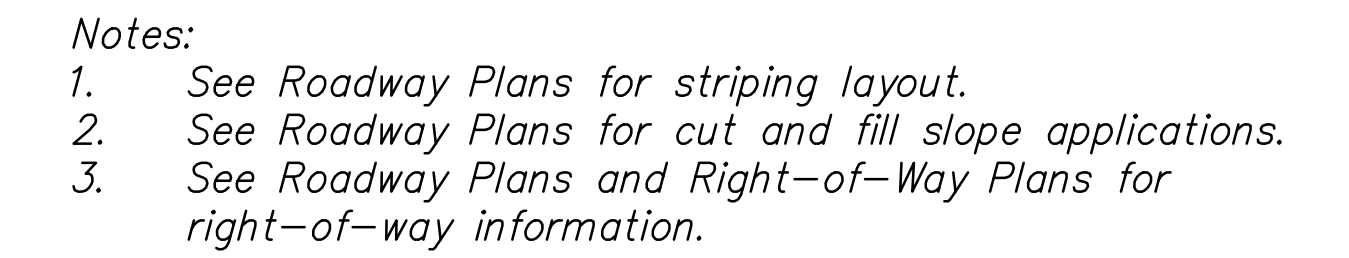 Notes:
1. See Roadway Plans for striping layout.
2. See Roadway Plans for cut and fill slope applications.
3. See Roadway Plans and Right-of-Way Plans for
right-of-way information.